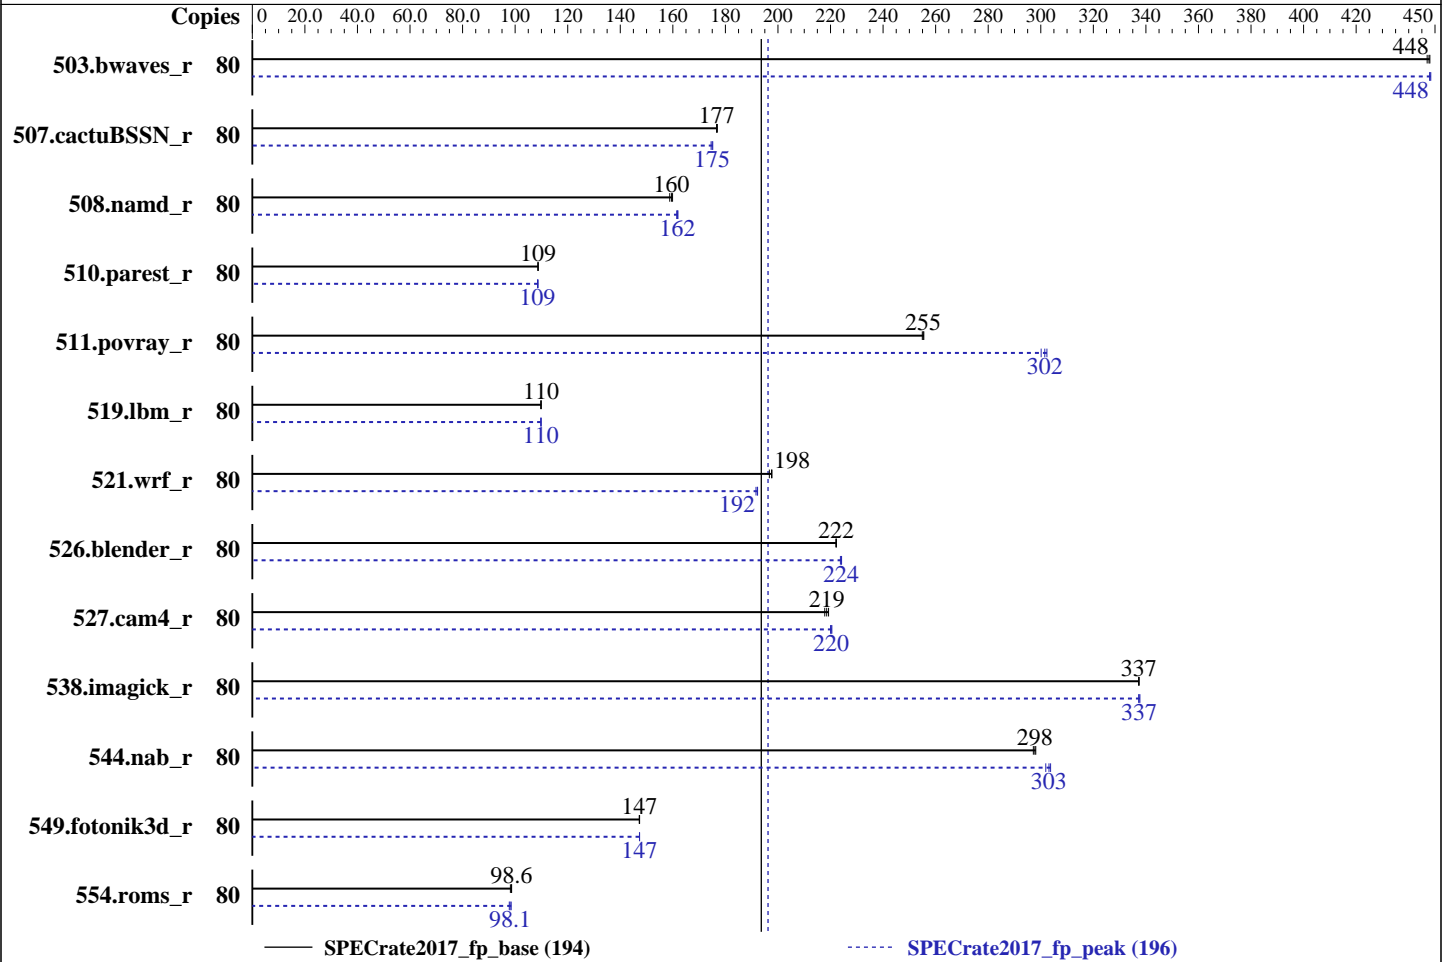 Copies 0 20.0 40.0 60.0 80.0 100 120 140 160 180 200 220 240 260 280 300 320 340 360 380 400 420 450
503.bwaves_r 80 448
448
507.cactuBSSN_r 80 177
175
508.namd_r 80 160
162
510.parest_r 80 109
109
511.povray_r 80 255
302
519.lbm_r 80 110
110
521.wrf_r 80 198
192
526.blender_r 80 222
224
527.cam4_r 80 219
220
538.imagick_r 80 337
337
544.nab_r 80 298
303
549.fotonik3d_r 80 147
147
554.roms_r 80 98.6
98.1
SPECrate2017_fp_base (194) SPECrate2017_fp_peak (196)